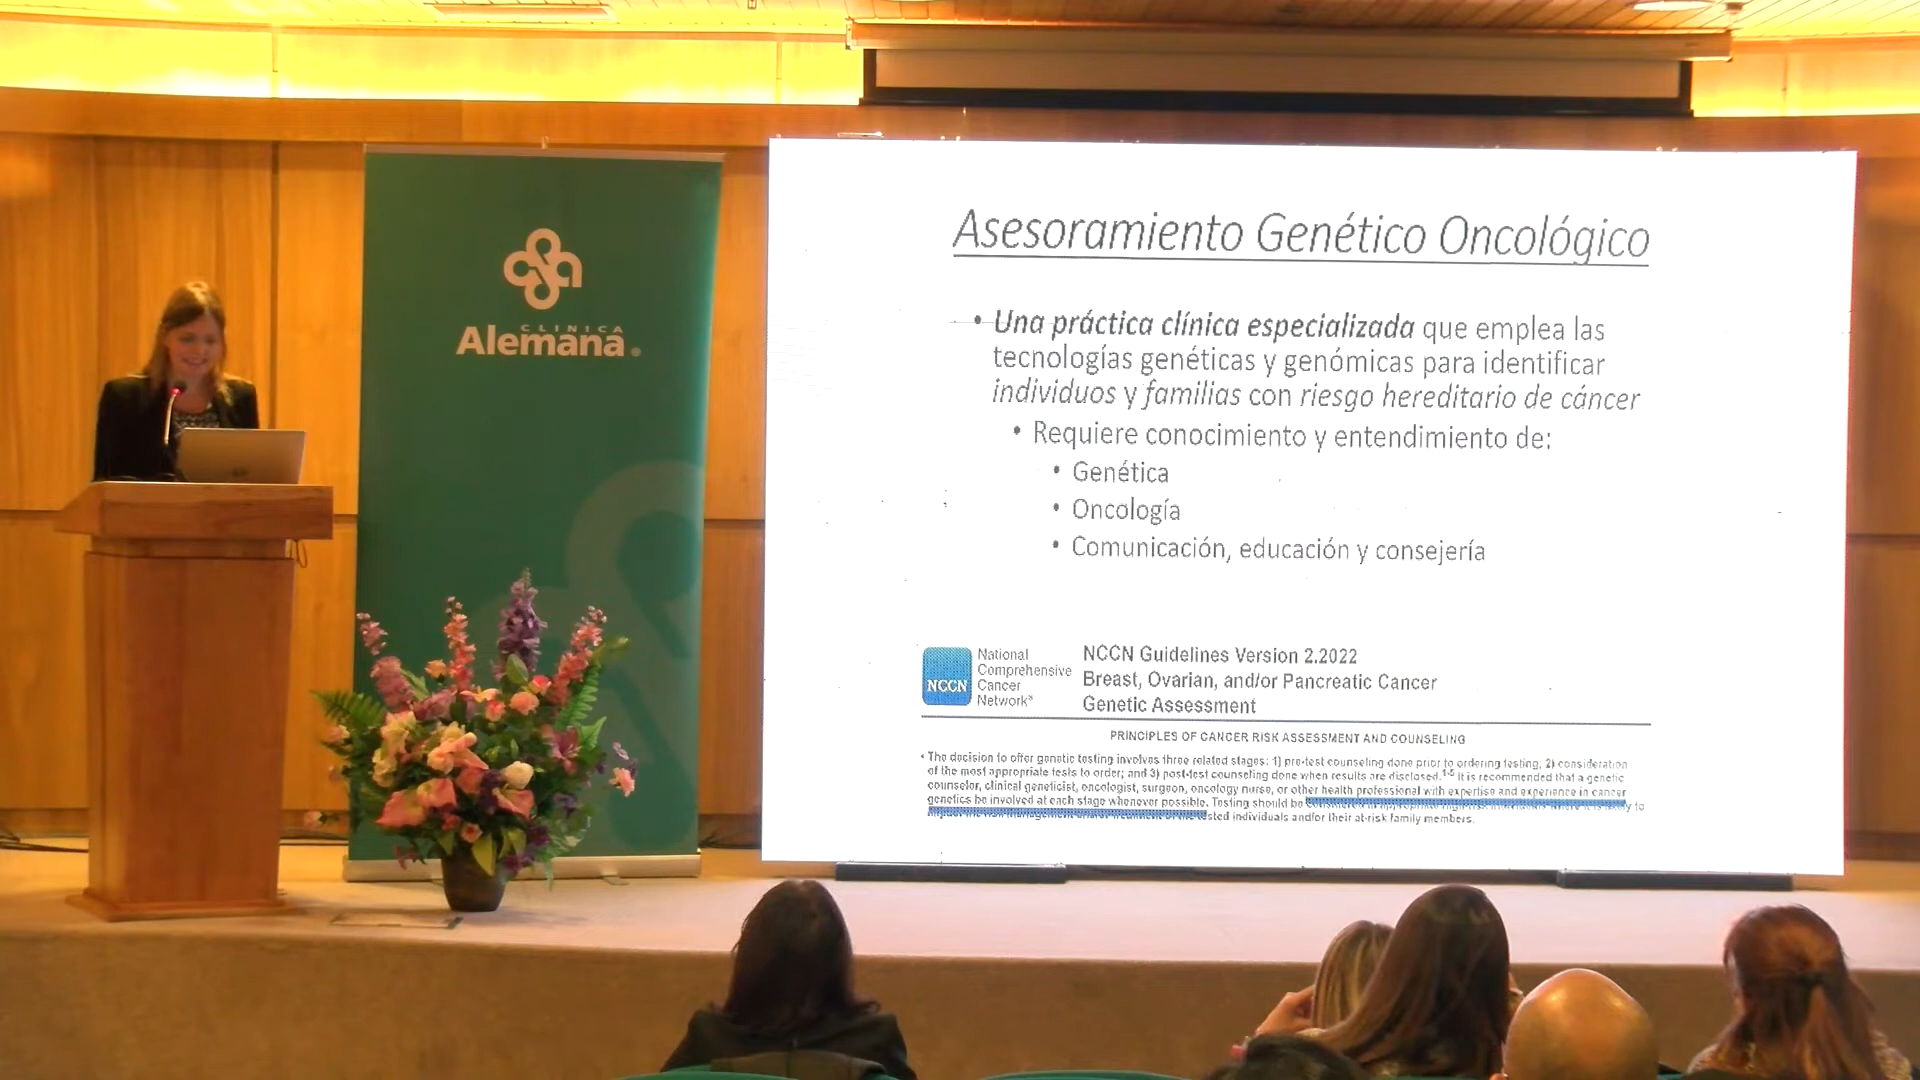 CLINICA
Alemana
Asesoramiento Genético Oncológico
• Una práctica clínica especializada que emplea las
tecnologías genéticas y genómicas para identificar
individuos y familias con riesgo hereditario de cáncer
• Requiere conocimiento y entendimiento de:
• Genética
• Oncología
• Comunicación, educación y consejería
NCCN
National
Comprehensive
Cancer
Network®
NCCN Guidelines Version 2.2022
Breast, Ovarian, and/or Pancreatic Cancer
Genetic Assessment
PRINCIPLES OF CANCER RISK ASSESSMENT AND COUNSELING
• The decision to offer genetic testing involves three related stages: 1) pre-test counseling done prior to ordering testing; 2) consideration
of the most appropriate tests to order; and 3) post-test counseling done when results are disclosed.1-5 It is recommended that a genetic
counselor, clinical geneticist, oncologist, surgeon, oncology nurse, or other health professional with expertise and experience in cancer
genetics be involved at each stage whenever possible. Testing should be to
individuals and/or their at-risk family members.